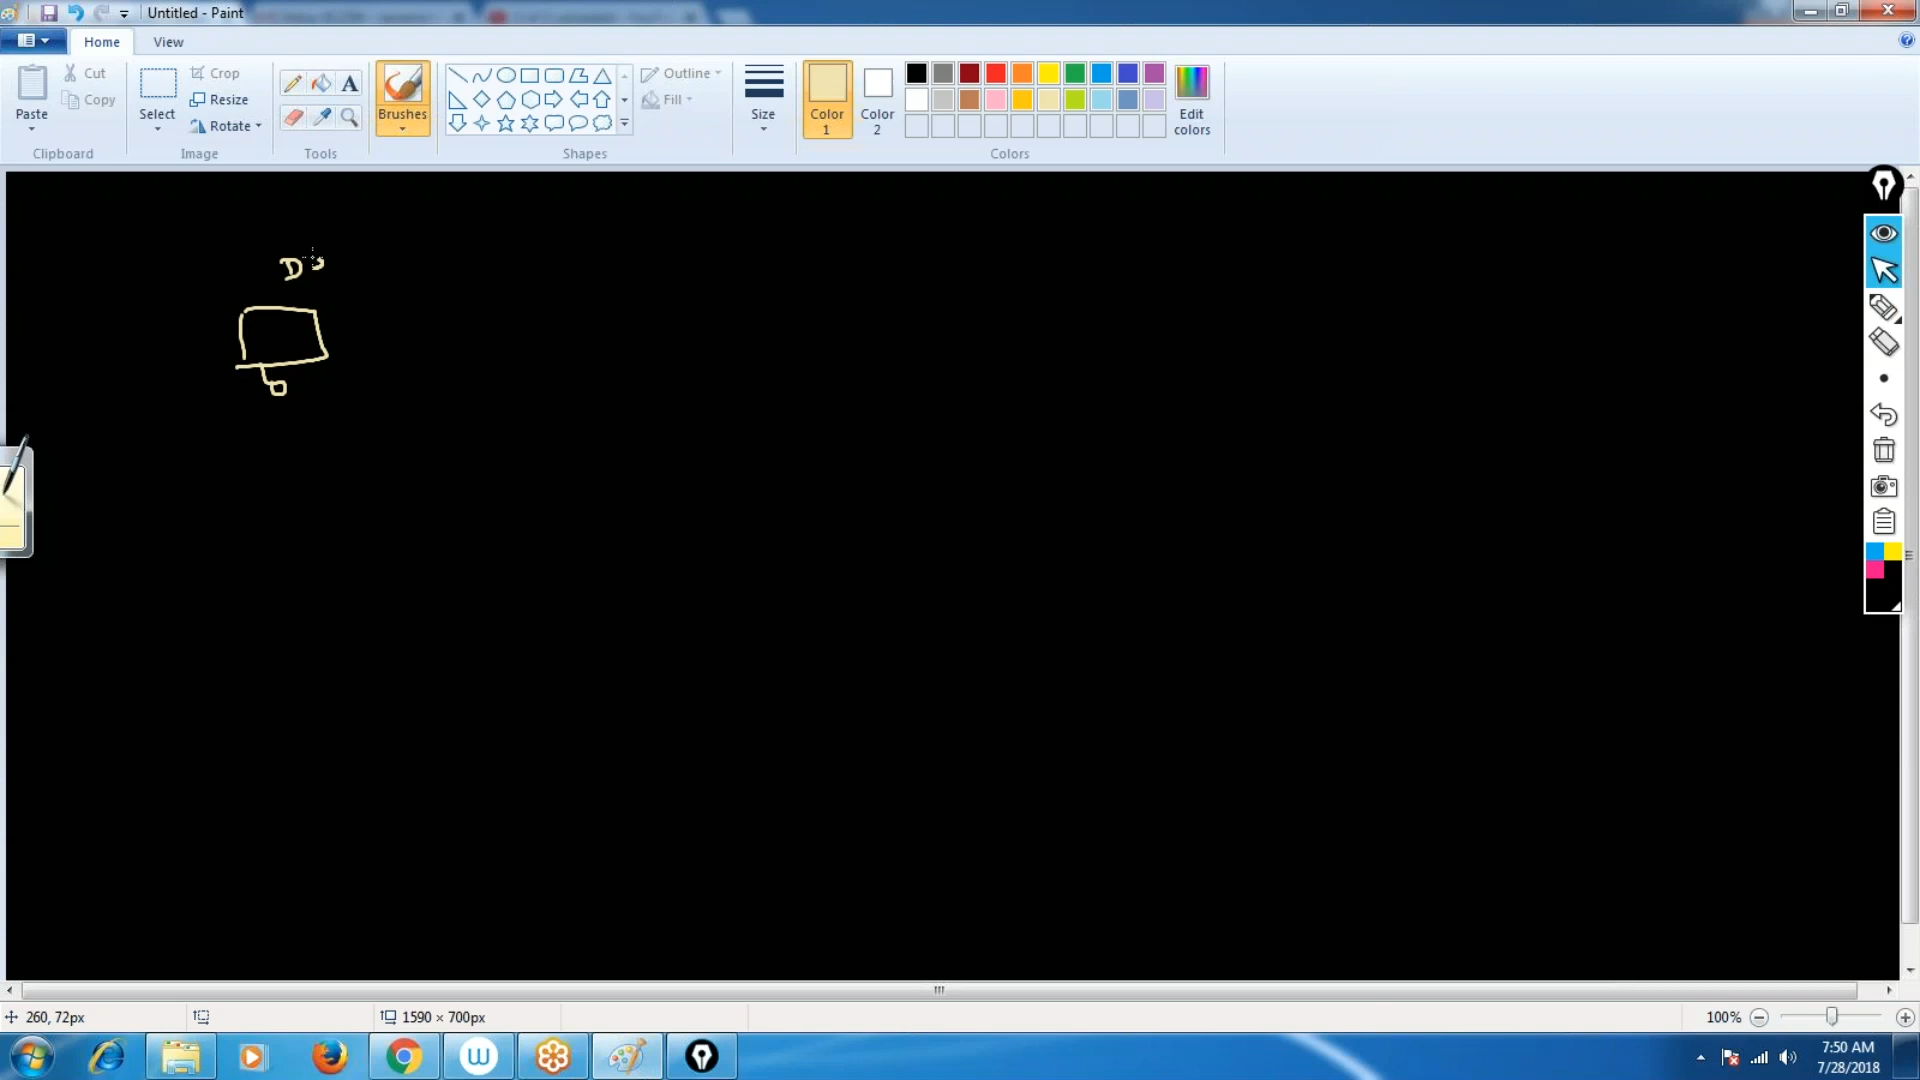 Untitled - Paint
Home View
Paste
Cut
Copy
Clipboard
Select
Crop
Resize
Rotate
Image
A
Tools
Brushes
Outline
Fill
Shapes
Size
Color 1
Color 2
Edit colors
Colors
D
260, 72px
1590 × 700px
100%
7:50 AM
7/28/2018